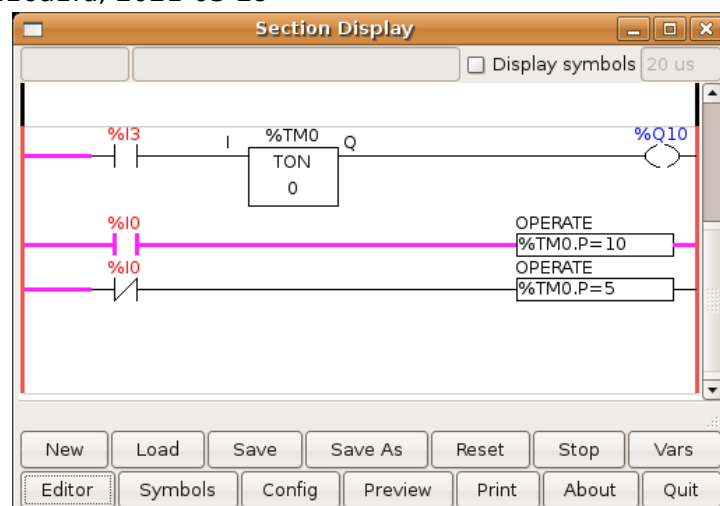 Section Display
Display symbols 20 us
%I3 I %TM0 Q %Q10
TON
0
%I0 OPERATE
%TM0.P=10
%I0 OPERATE
%TM0.P=5
New Load Save Save As Reset Stop Vars
Editor Symbols Config Preview Print About Quit